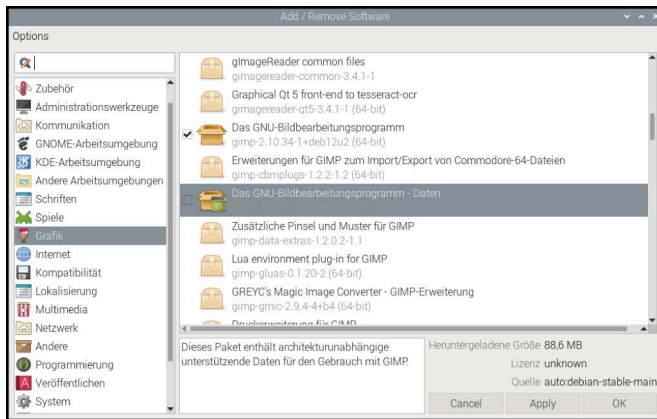 Add / Remove Software
Options
Zubehör
Administrationswerkzeuge
Kommunikation
GNOME-Arbeitsumgebung
KDE-Arbeitsumgebung
Andere Arbeitsumgebungen
Schriften
Spiele
Grafik
Internet
Kompatibilität
Lokalisierung
Multimedia
Netzwerk
Andere
Programmierung
Veröffentlichen
System
gImageReader common files
gimagereader-common-3.4.1-1
Graphical Qt 5 front-end to tesseract-ocr
gimagereader-qt5-3.4.1-1 (64-bit)
Das GNU-Bildbearbeitungsprogramm
gimp-2.10.34-1+deb12u2 (64-bit)
Erweiterungen für GIMP zum Import/Export von Commodore-64-Dateien
gimp-cbmplugs-1.2.2-1.2 (64-bit)
Das GNU-Bildbearbeitungsprogramm - Daten
Zusätzliche Pinsel und Muster für GIMP
gimp-data-extras-1:2.0.2-1.1
Lua environment plug-in for GIMP
gimp-gluas-0.1.20-2 (64-bit)
GREYC's Magic Image Converter - GIMP-Erweiterung
gimp-gmic-2.9.4-4+b4 (64-bit)
Druckerweiterung für GIMP
Dieses Paket enthält architekturunabhängige
unterstützende Daten für den Gebrauch mit GIMP.
Heruntergeladene Größe 88,6 MB
Lizenz unknown
Quelle auto:debian-stable-main
Cancel
Apply
OK